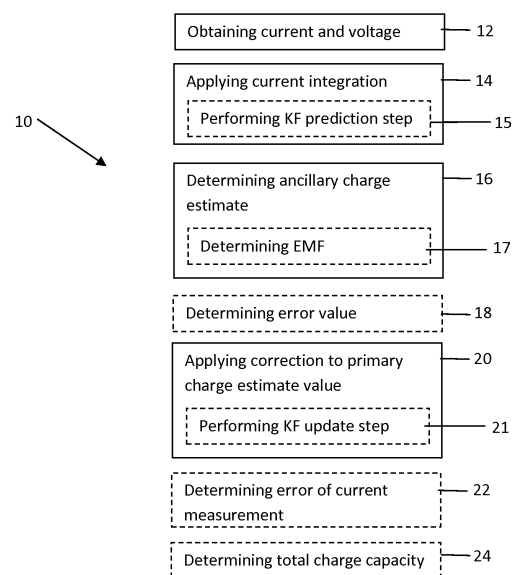 Obtaining current and voltage 12
Applying current integration 14
Performing KF prediction step 15
10
Determining ancillary charge 16
estimate
Determining EMF 17
Determining error value 18
Applying correction to primary 20
charge estimate value
Performing KF update step 21
Determining error of current 22
measurement
Determining total charge capacity 24